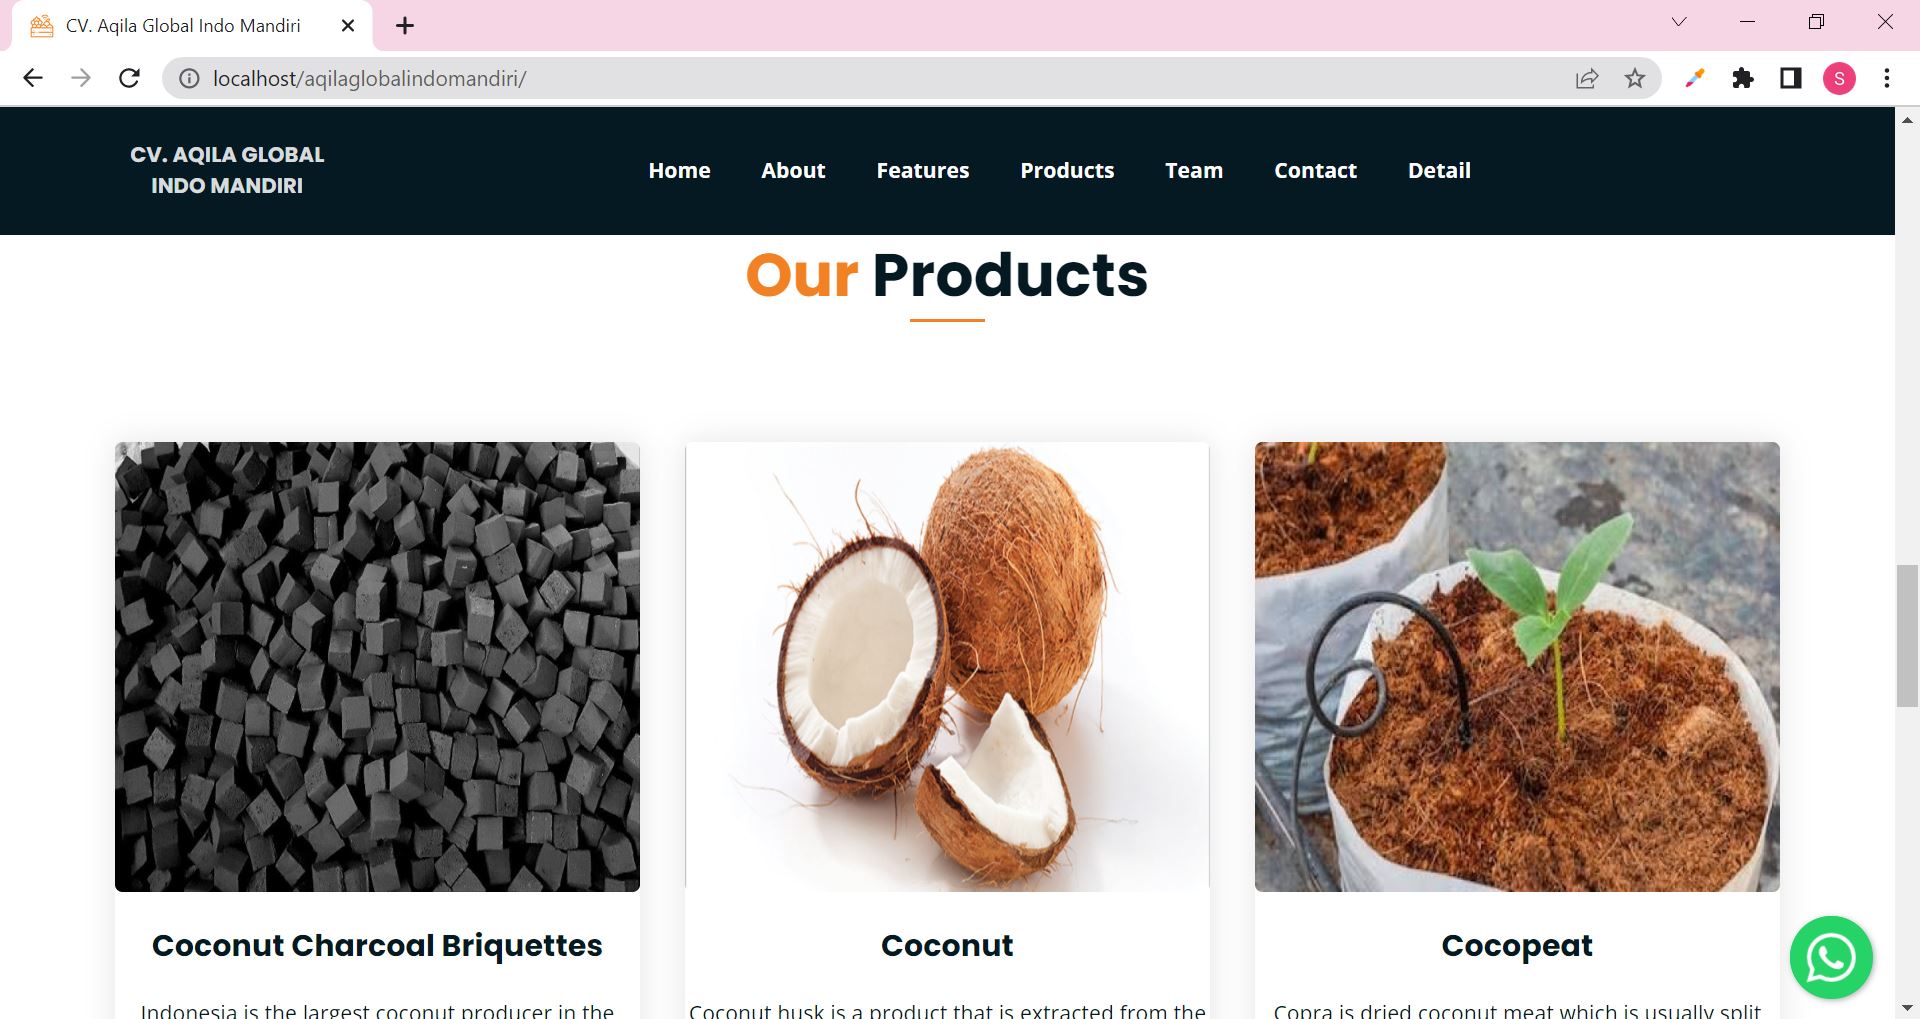 CV. Aqila Global Indo Mandiri
localhost/aqilaglobalindomandiri/
S
CV. AQILA GLOBAL
INDO MANDIRI
Home About Features Products Team Contact Detail
Our Products
Coconut Charcoal Briquettes
Coconut
Cocopeat
Indonesia is the largest coconut producer in the
Coconut husk is a product that is extracted from the
Copra is dried coconut meat which is usually split